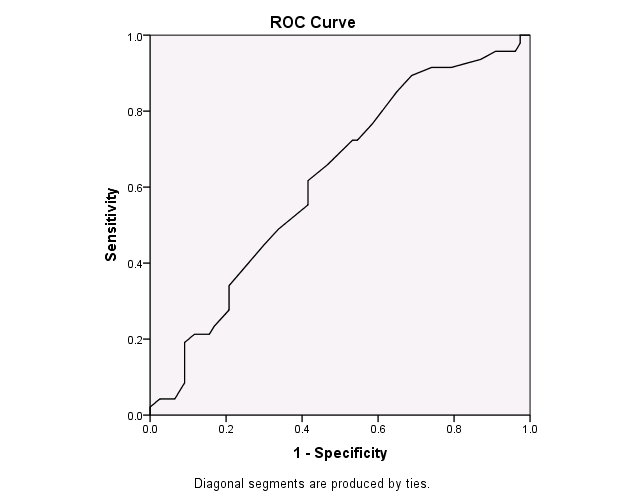 ROC Curve
1.0
0.8
0.6
0.4
0.2
0.0
Sensitivity
0.0 0.2 0.4 0.6 0.8 1.0
1 - Specificity
Diagonal segments are produced by ties.